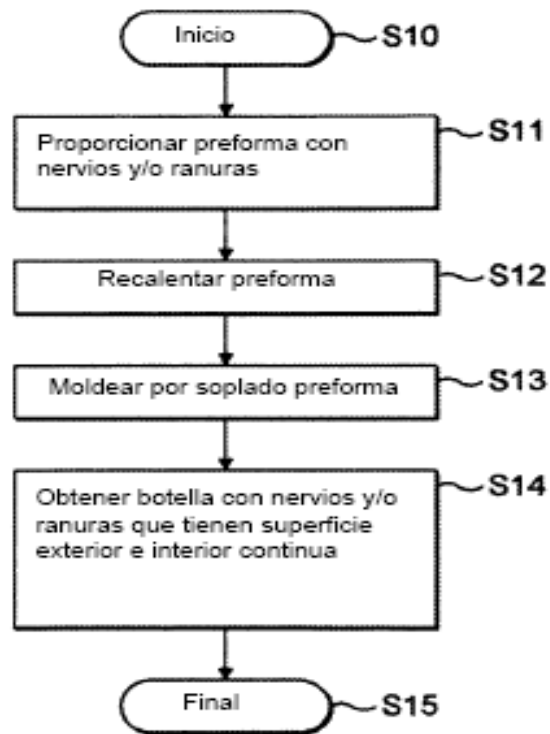 Inicio S10
Proporcionar preforma con S11
nervios y/o ranuras
Recalentar preforma S12
Moldear por soplado preforma S13
Obtener botella con nervios y/o S14
ranuras que tienen superficie
exterior e interior continua
Final S15